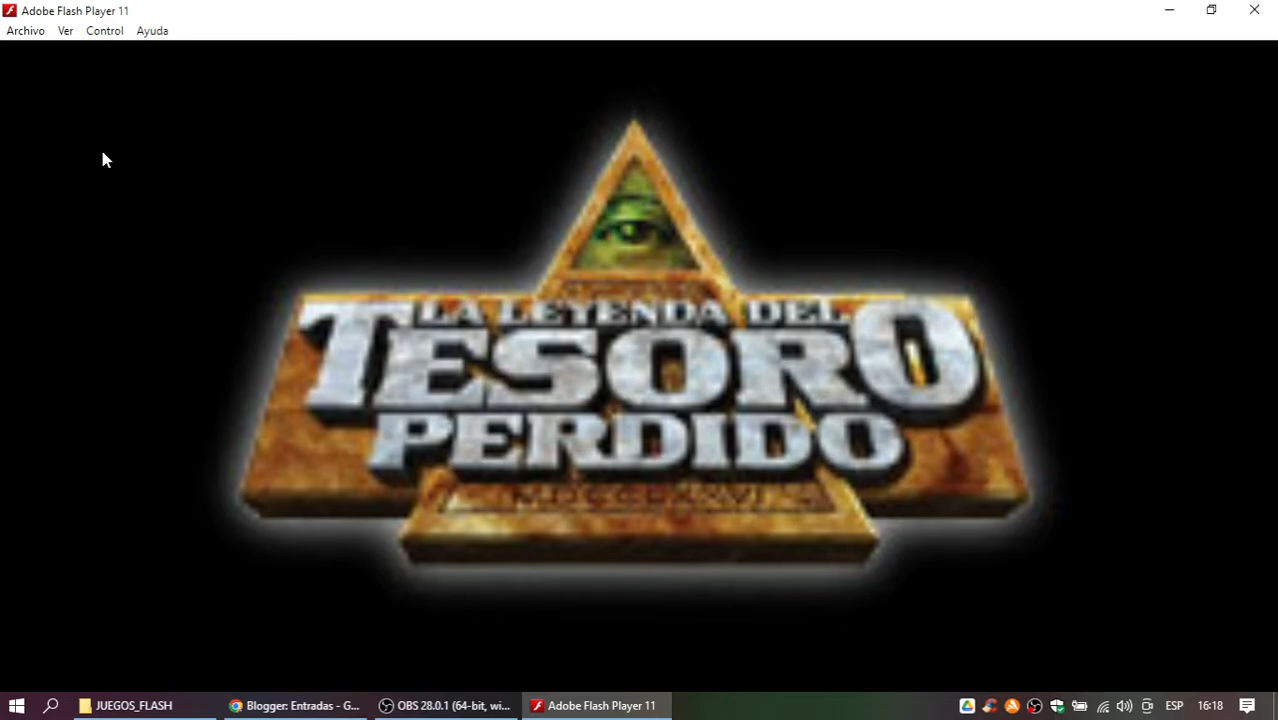 Adobe Flash Player 11
Archivo Ver Control Ayuda
LA LEYENDA DEL
TESORO
PERDIDO
MDCCLXXVI
JUEGOS_FLASH
Blogger: Entradas - G...
OBS 28.0.1 (64-bit, wi...
Adobe Flash Player 11
ESP
16:18